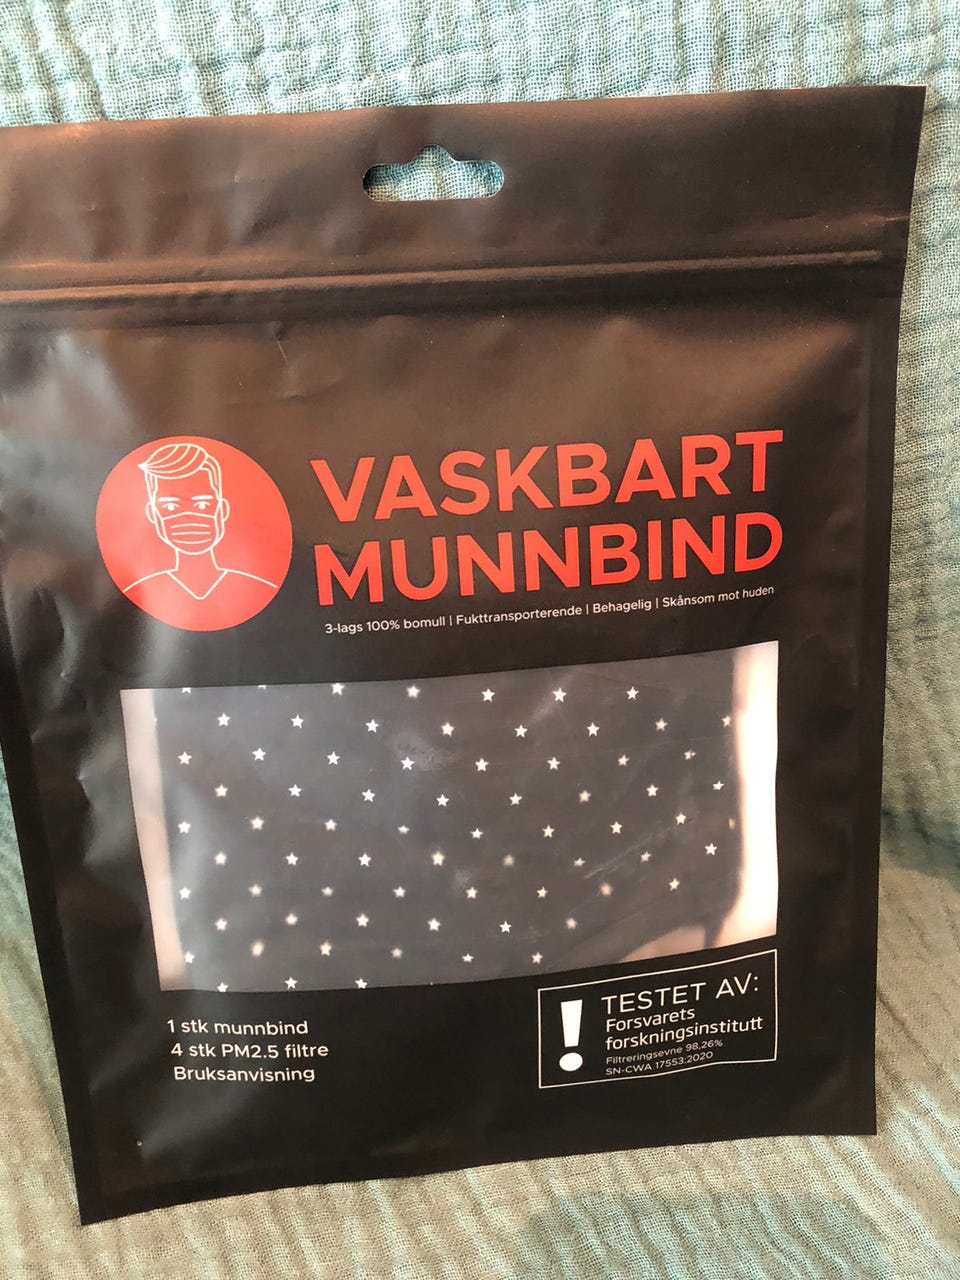 VASKBART
MUNNBIND
3-lags 100% bomull | Fukttransporterende | Behagelig | Skånsom mot huden
1 stk munnbind
4 stk PM2.5 filtre
Bruksanvisning
! TESTET AV:
Forsvarets
forskningsinstitutt
Filtreringsevne 98,26%
SN-CWA 17553:2020